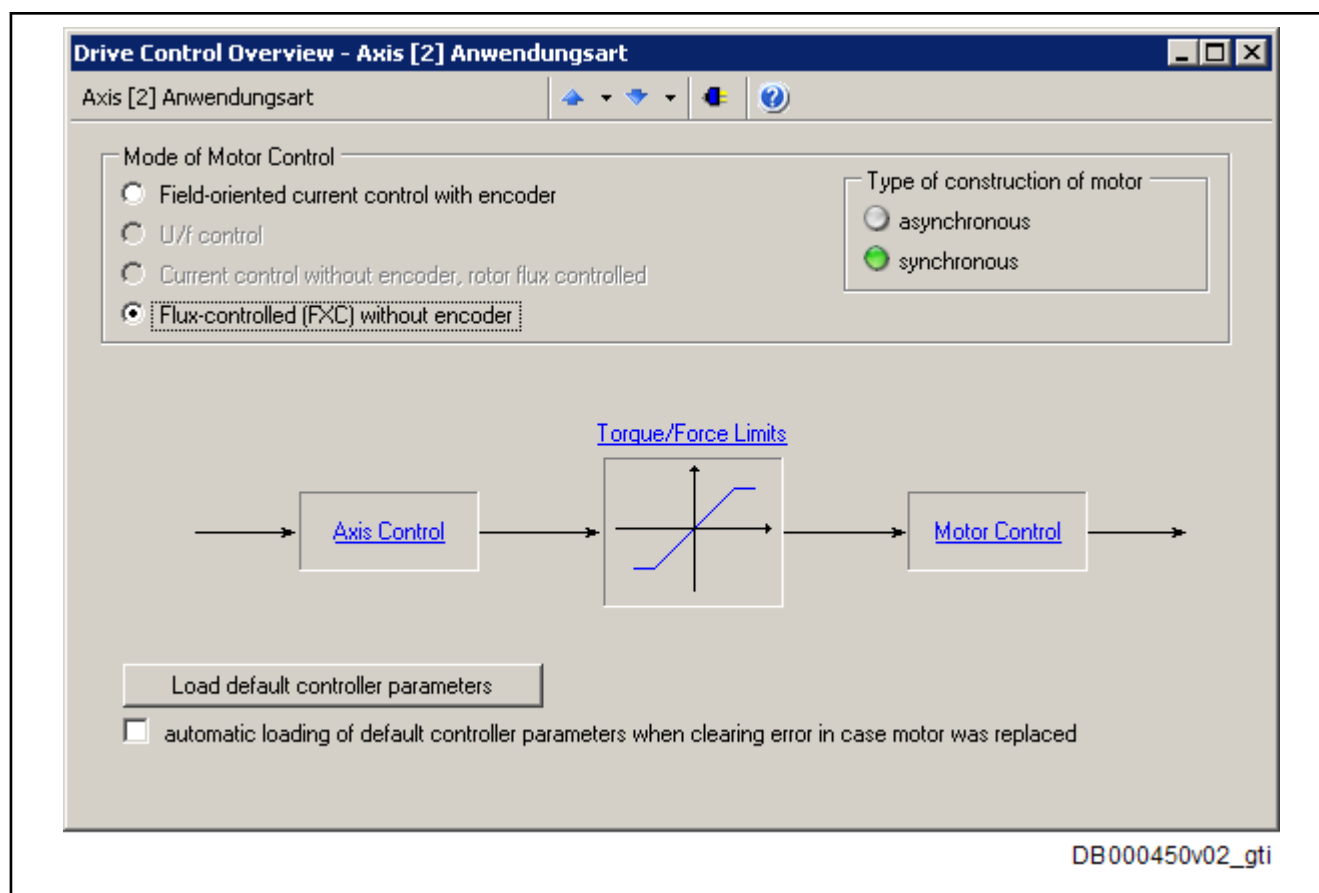 Drive Control Overview - Axis [2] Anwendungsart
Axis [2] Anwendungsart
Mode of Motor Control
Field-oriented current control with encoder
U/f control
Current control without encoder, rotor flux controlled
Flux-controlled (FXC) without encoder
Type of construction of motor
asynchronous
synchronous
Torque/Force Limits
Axis Control
Motor Control
Load default controller parameters
automatic loading of default controller parameters when clearing error in case motor was replaced
DB000450v02_gti